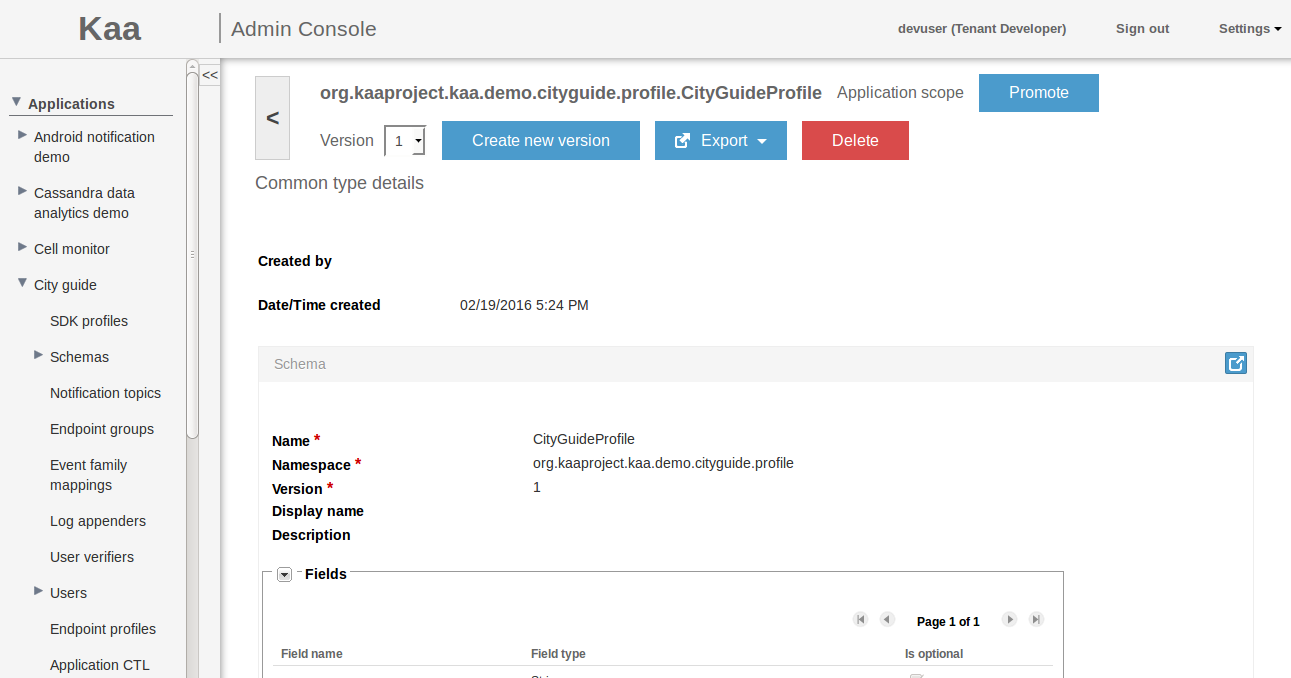 Kaa
Admin Console
devuser (Tenant Developer)
Sign out
Settings
<<
Applications
Android notification
demo
Cassandra data
analytics demo
Cell monitor
City guide
SDK profiles
Schemas
Notification topics
Endpoint groups
Event family
mappings
Log appenders
User verifiers
Users
Endpoint profiles
Application CTL
<
org.kaaproject.kaa.demo.cityguide.profile.CityGuideProfile
Application scope
Promote
Version
1
Create new version
Export
Delete
Common type details
Created by
Date/Time created 02/19/2016 5:24 PM
Schema
Name * CityGuideProfile
Namespace * org.kaaproject.kaa.demo.cityguide.profile
Version * 1
Display name
Description
Fields
Page 1 of 1
Field name Field type Is optional